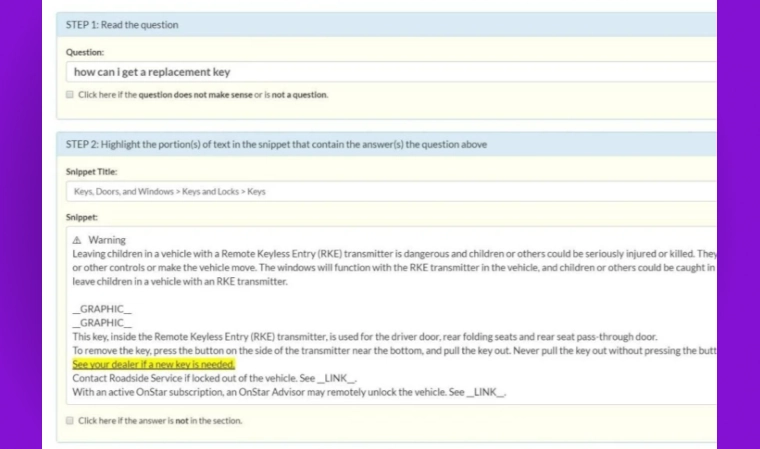 STEP 1: Read the question
Question:
how can i get a replacement key
Click here if the question does not make sense or is not a question.
STEP 2: Highlight the portion(s) of text in the snippet that contain the answer(s) the question above
Snippet Title:
Keys, Doors, and Windows > Keys and Locks > Keys
Snippet:
⚠ Warning
Leaving children in a vehicle with a Remote Keyless Entry (RKE) transmitter is dangerous and children or others could be seriously injured or killed. They
or other controls or make the vehicle move. The windows will function with the RKE transmitter in the vehicle, and children or others could be caught in
leave children in a vehicle with an RKE transmitter.
__GRAPHIC__
__GRAPHIC__
This key, inside the Remote Keyless Entry (RKE) transmitter, is used for the driver door, rear folding seats and rear seat pass-through door.
To remove the key, press the button on the side of the transmitter near the bottom, and pull the key out. Never pull the key out without pressing the butt
See your dealer if a new key is needed.
Contact Roadside Service if locked out of the vehicle. See __LINK__.
With an active OnStar subscription, an OnStar Advisor may remotely unlock the vehicle. See __LINK__.
Click here if the answer is not in the section.